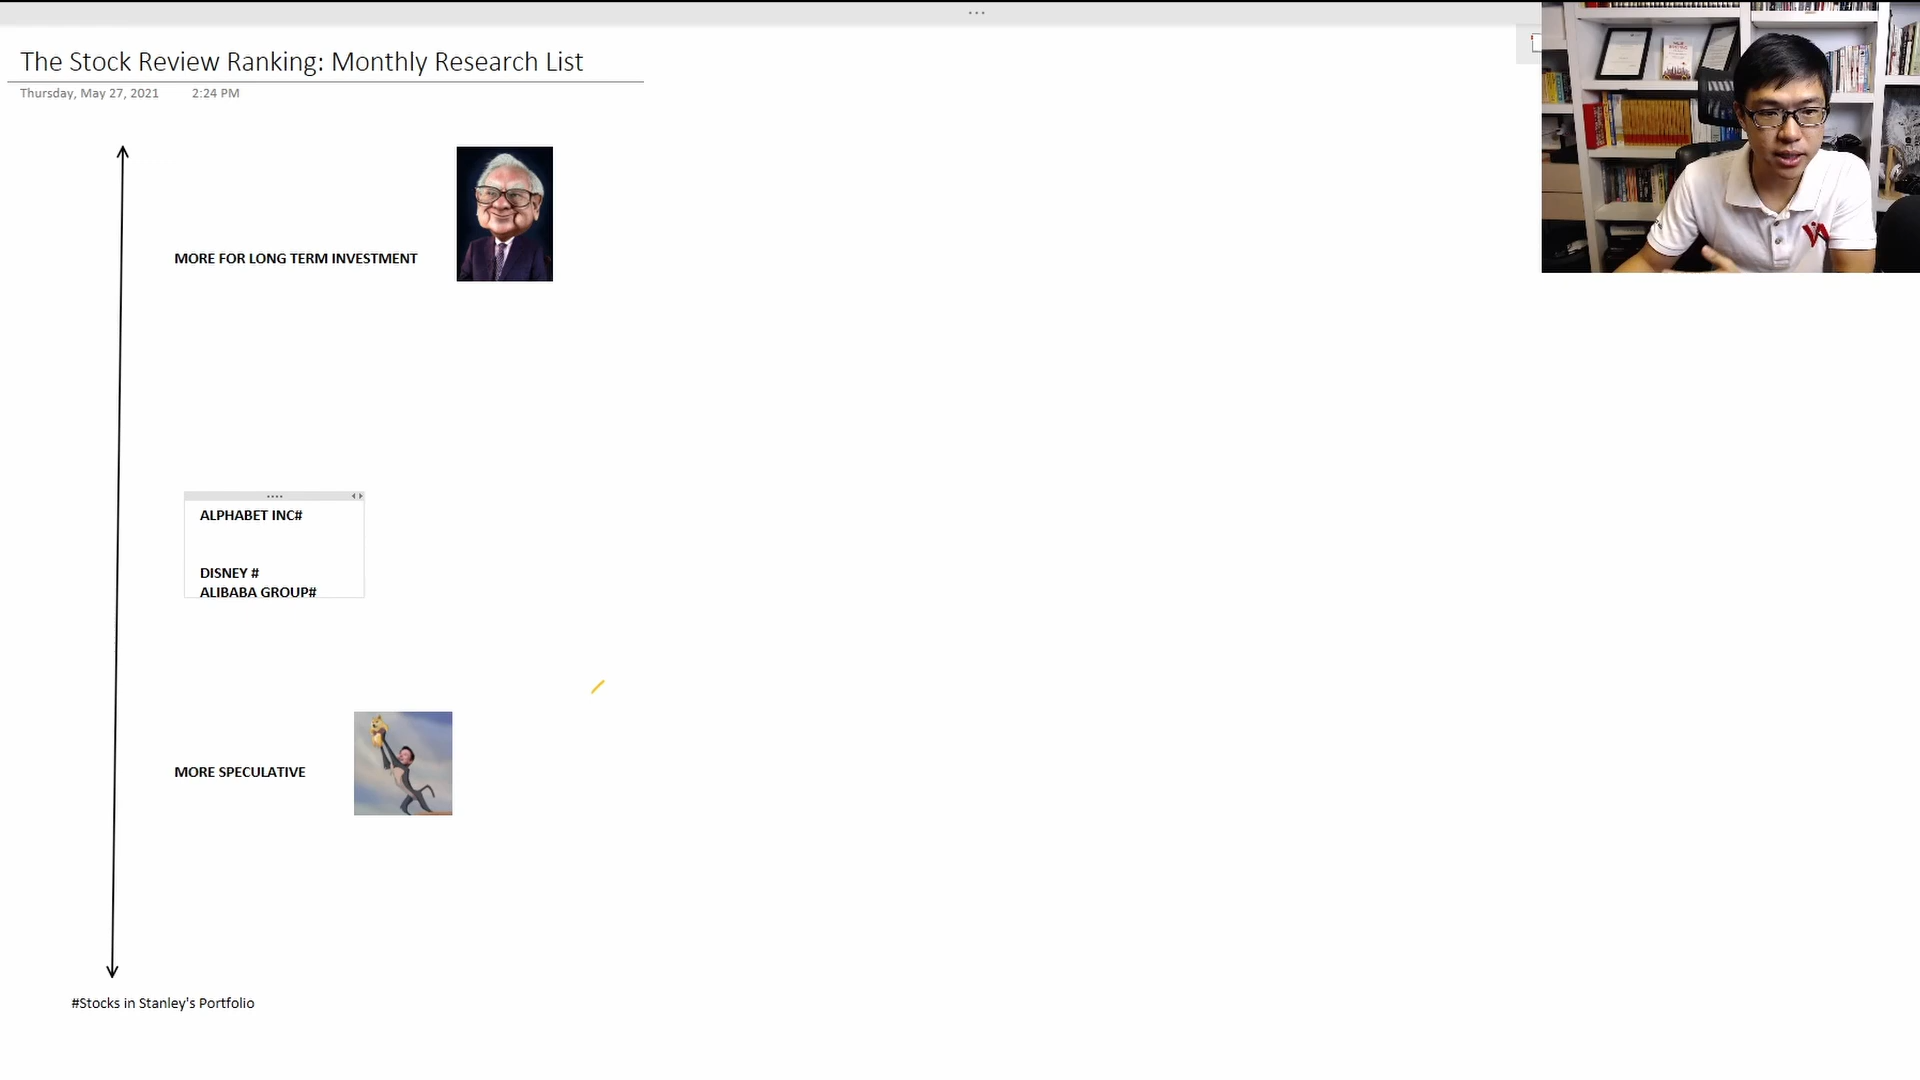 The Stock Review Ranking: Monthly Research List
Thursday, May 27, 2021 2:24 PM
MORE FOR LONG TERM INVESTMENT
ALPHABET INC#
DISNEY #
ALIBABA GROUP#
MORE SPECULATIVE
#Stocks in Stanley's Portfolio